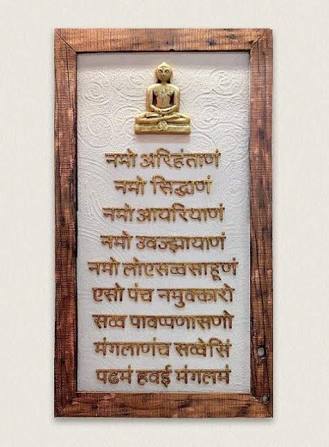 नमो अरिहंताणं
नमो सिद्धाणं
नमो आयरियाणं
नमो उवज्झायाणं
नमो लोएसव्वसाहूणं
एसो पंच नमुक्कारो
सव्व पावप्पणासणो
मंगलाणंच सव्वेसिं
पढमं हवई मंगलमं